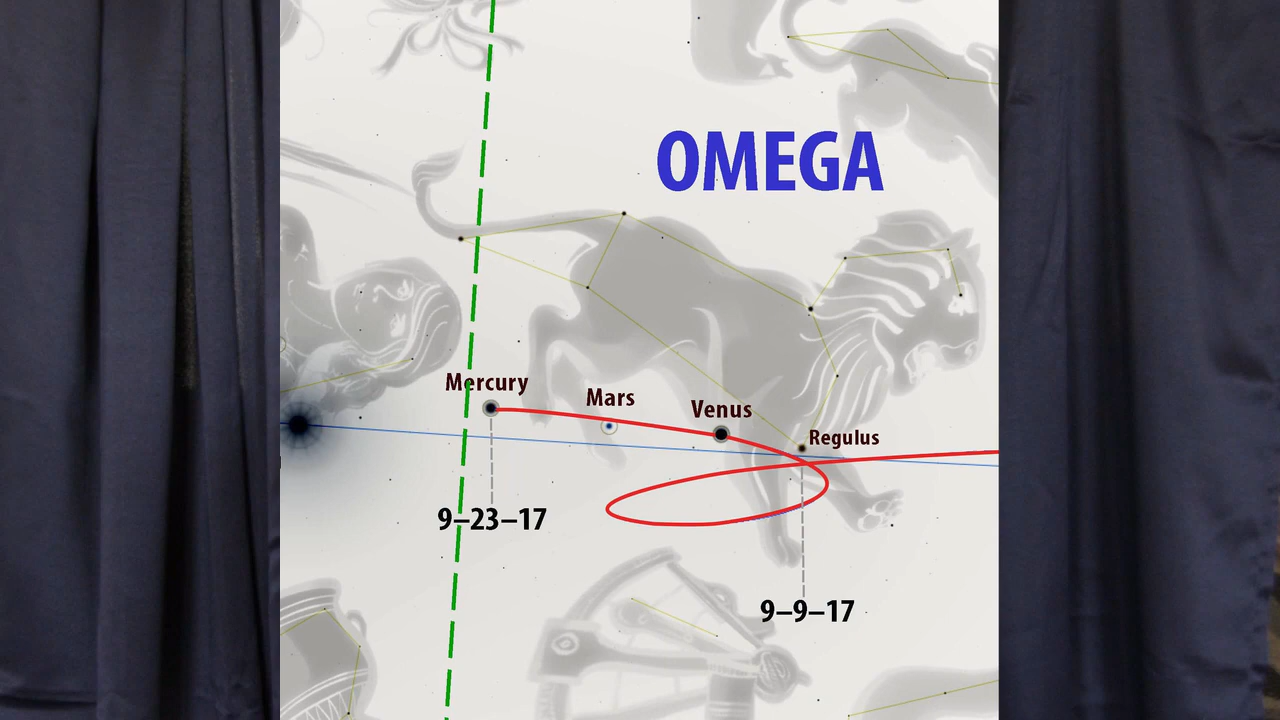 OMEGA
Mercury
Mars
Venus
Regulus
9–23–17
9–9–17